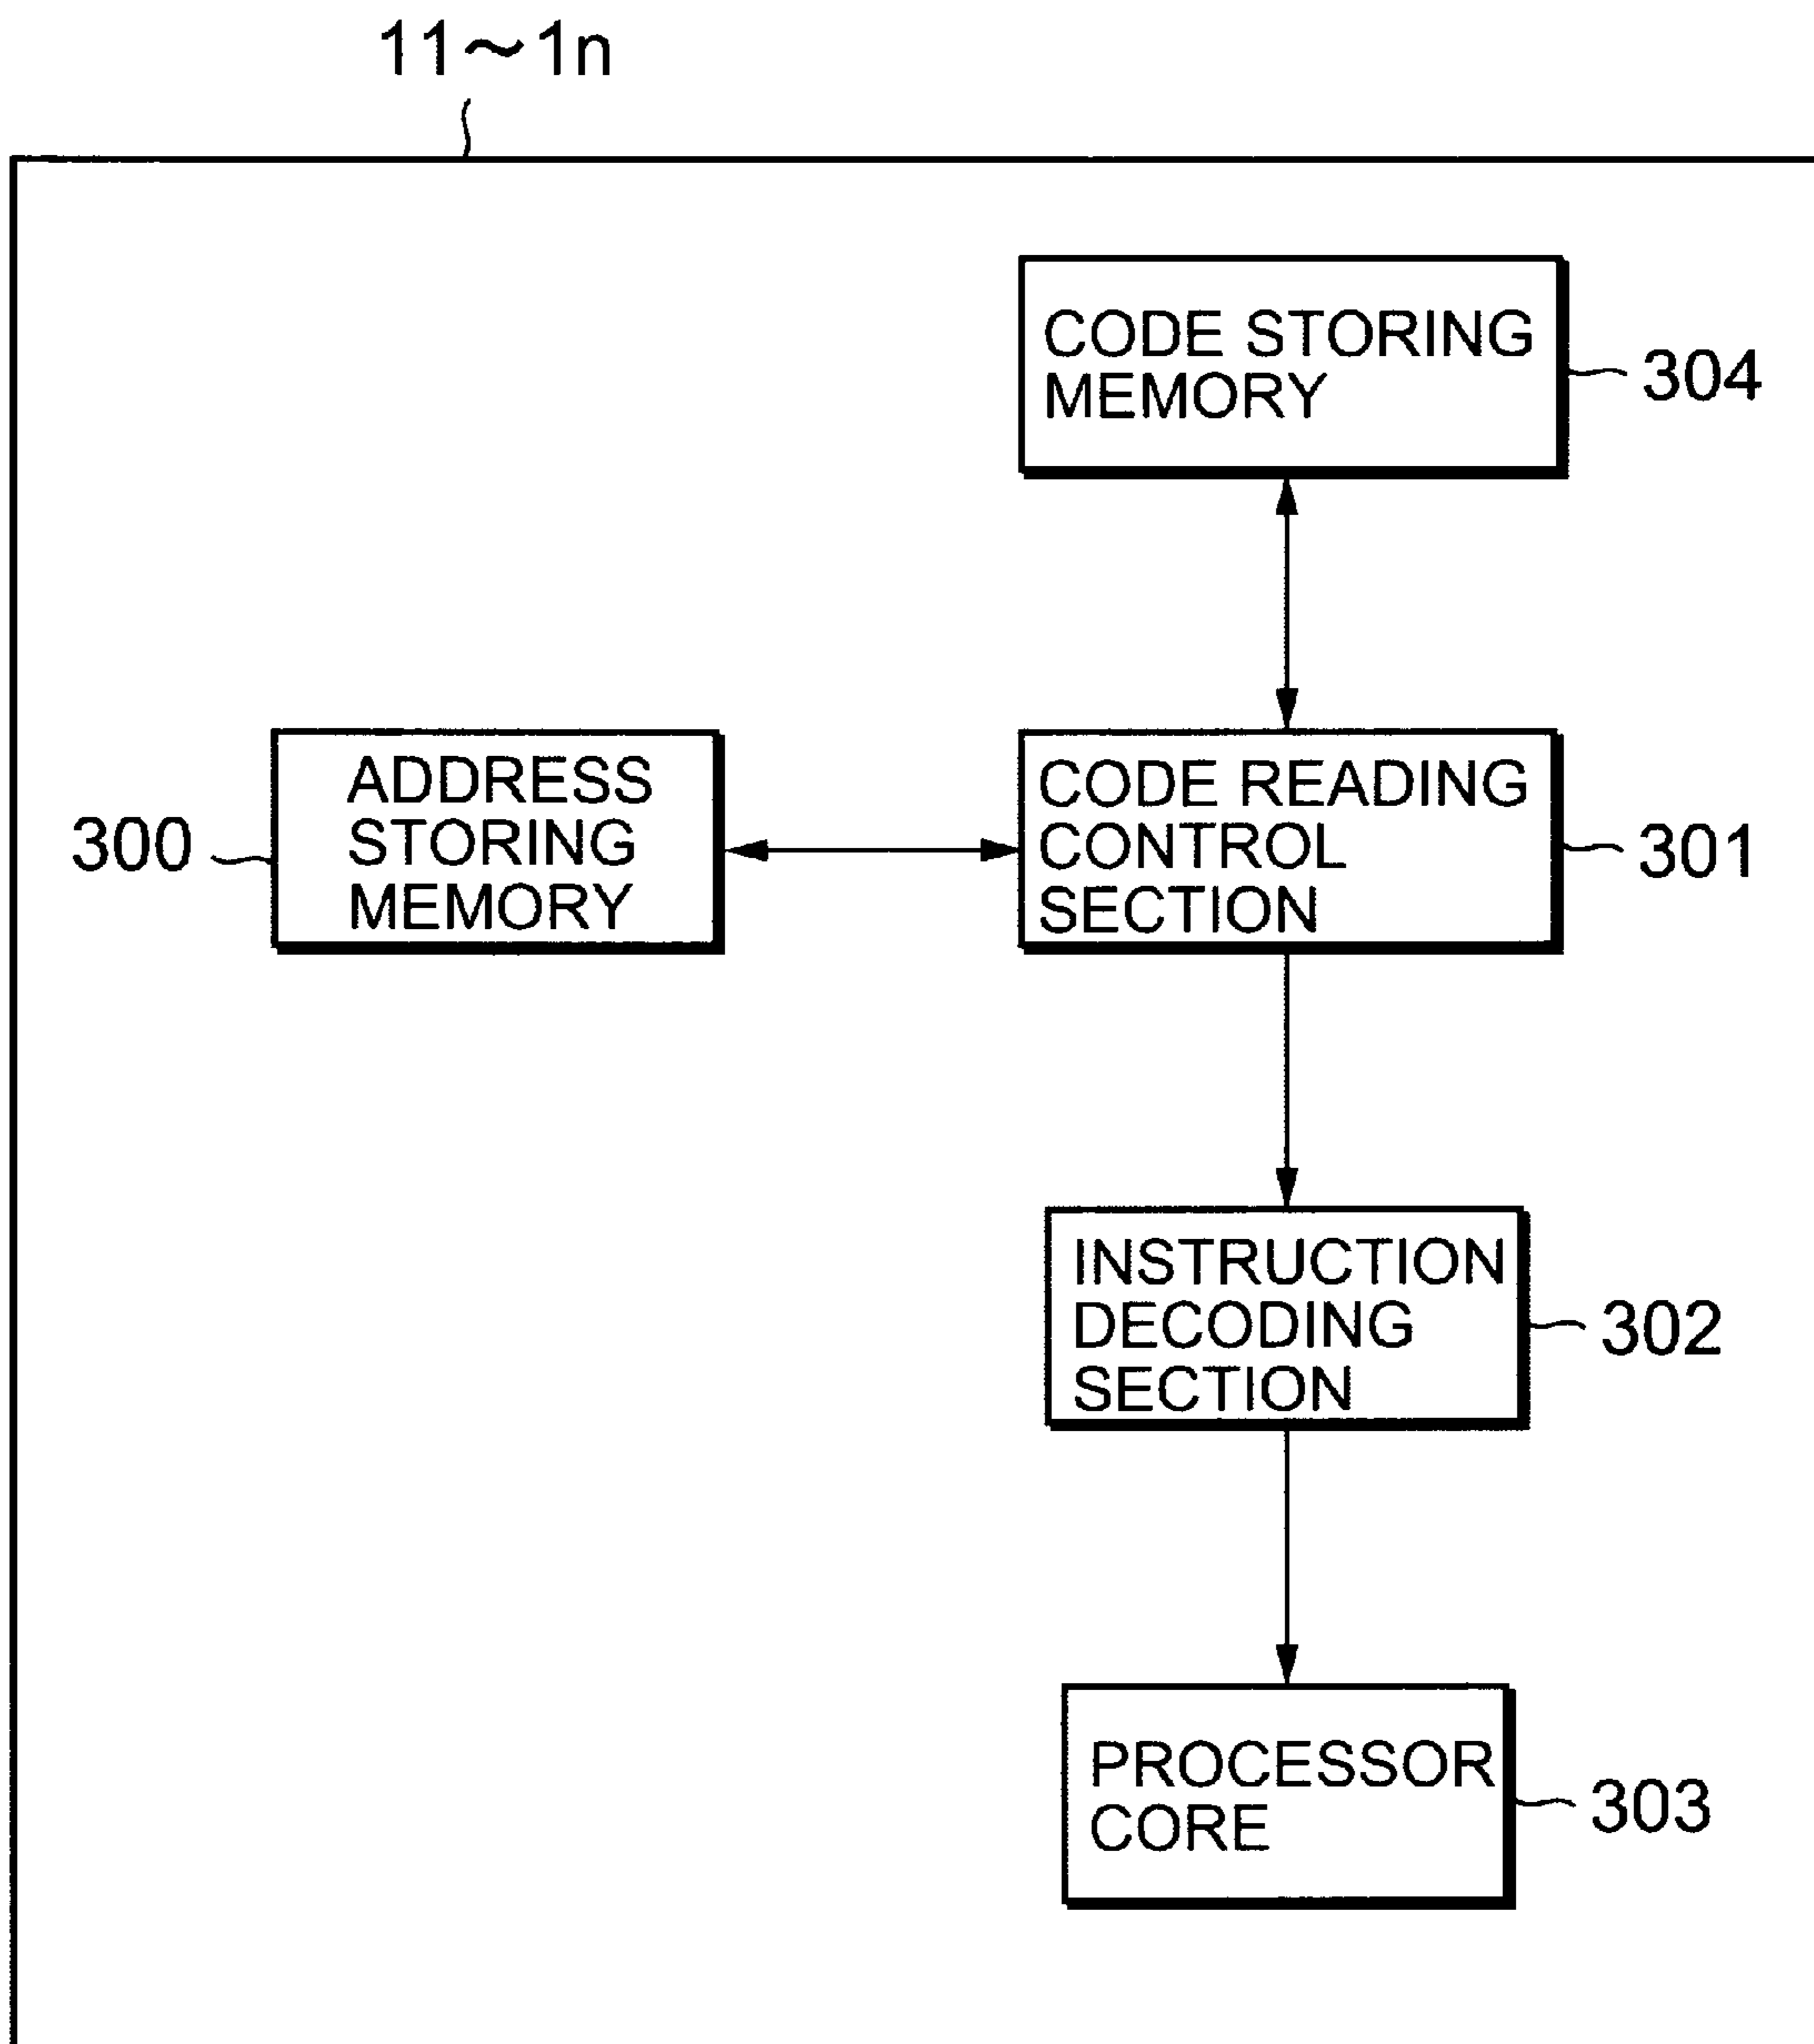 11～1n
CODE STORING
MEMORY
304
ADDRESS
STORING
MEMORY
300
CODE READING
CONTROL
SECTION
301
INSTRUCTION
DECODING
SECTION
302
PROCESSOR
CORE
303